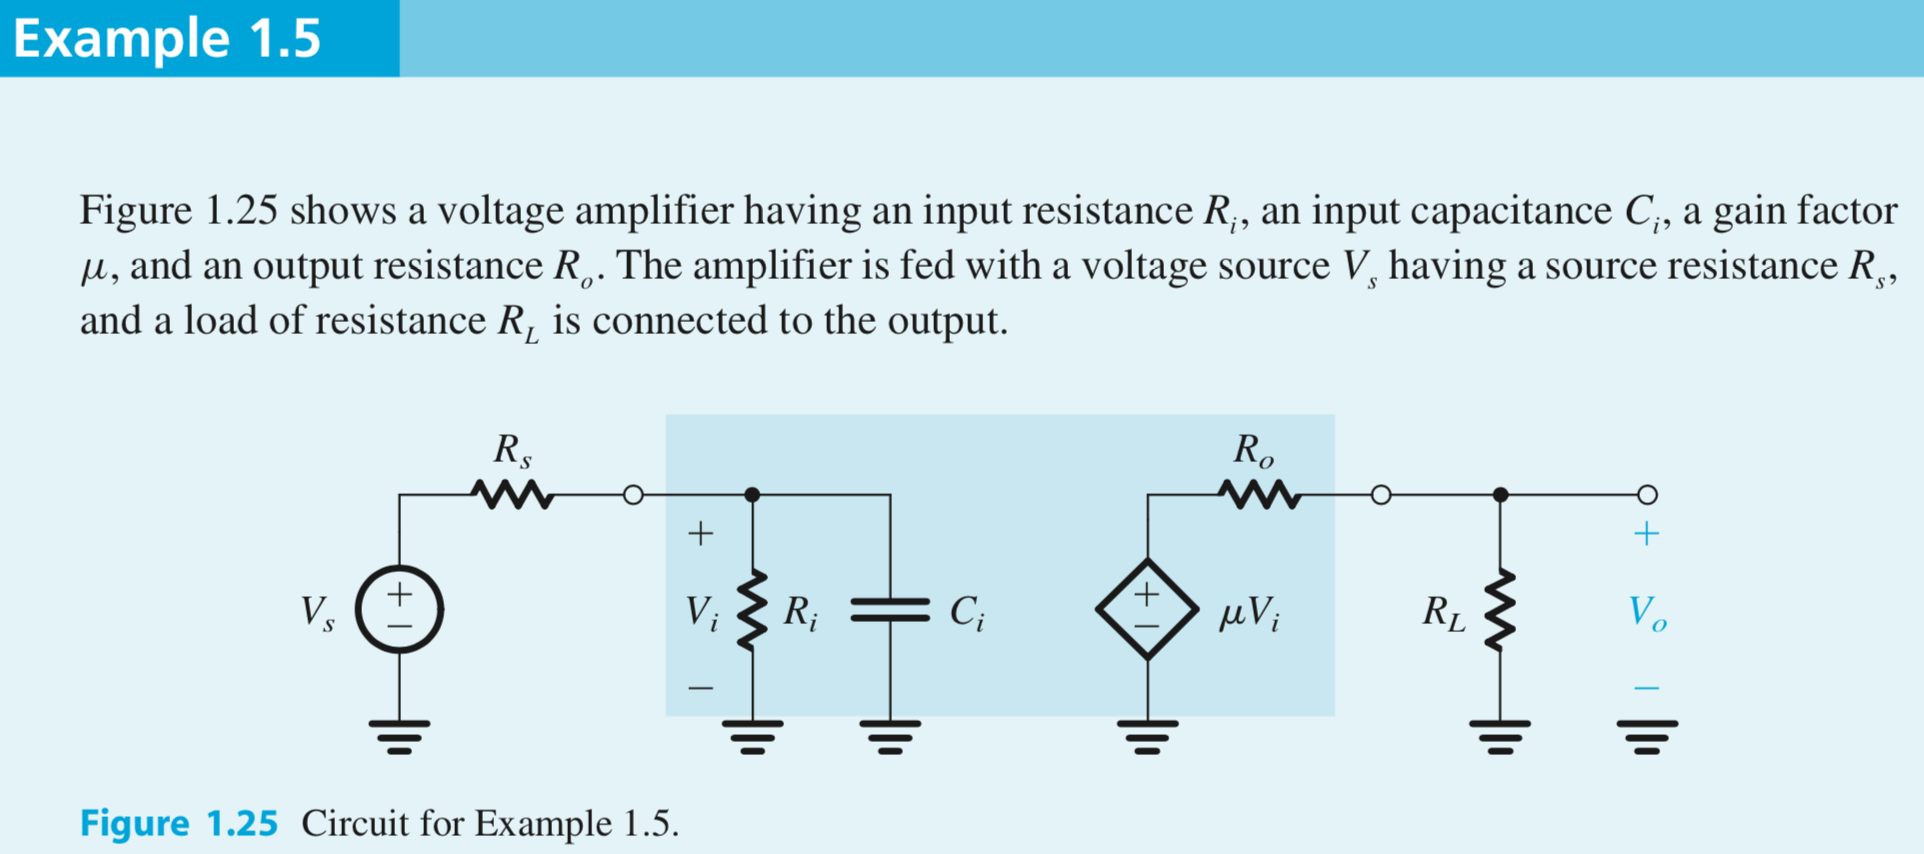 Example 1.5
Figure 1.25 shows a voltage amplifier having an input resistance Rᵢ, an input capacitance Cᵢ, a gain factor
μ, and an output resistance Rₒ. The amplifier is fed with a voltage source Vₛ having a source resistance Rₛ,
and a load of resistance R_L is connected to the output.
Rₛ
Rₒ
+
+
Vₛ
+
−
Vᵢ
Rᵢ
Cᵢ
+
−
μVᵢ
R_L
Vₒ
−
−
Figure 1.25 Circuit for Example 1.5.